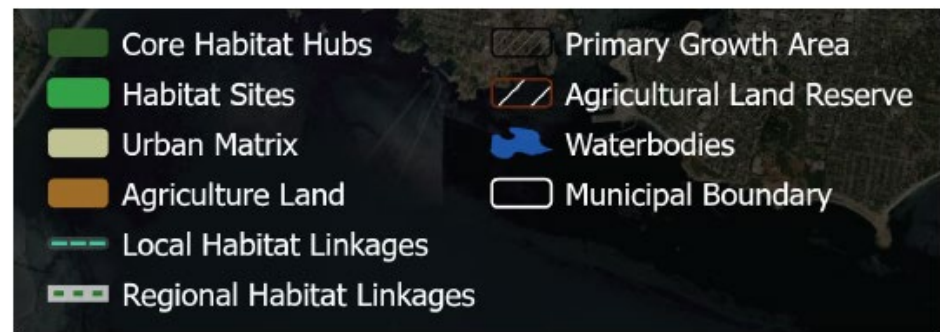 Core Habitat Hubs
Habitat Sites
Urban Matrix
Agriculture Land
Local Habitat Linkages
Regional Habitat Linkages
Primary Growth Area
Agricultural Land Reserve
Waterbodies
Municipal Boundary